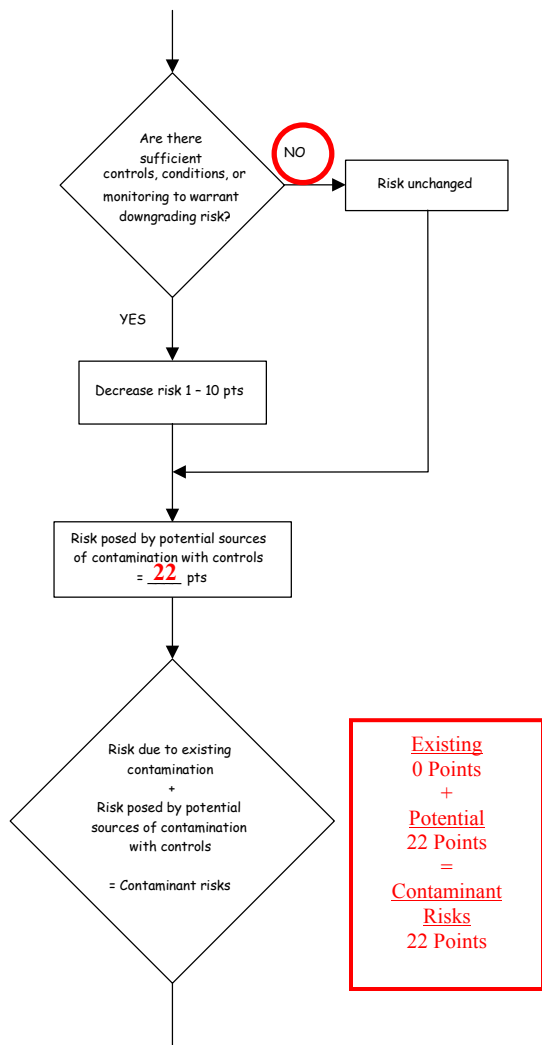 Are there
sufficient
controls, conditions, or
monitoring to warrant
downgrading risk?
NO
Risk unchanged
YES
Decrease risk 1 – 10 pts
Risk posed by potential sources
of contamination with controls
= 22 pts
Risk due to existing
contamination
+
Risk posed by potential
sources of contamination
with controls
= Contaminant risks
Existing
0 Points
+
Potential
22 Points
=
Contaminant
Risks
22 Points